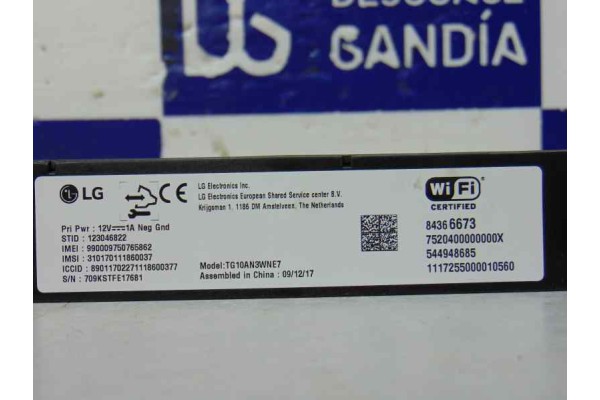 GANDÍA
LG
CE
LG Electronics Inc.
LG Electronics European Shared Service center B.V.
Krijgsman 1, 1186 DM Amstelveen, The Netherlands
Pri Pwr : 12V 1A Neg Gnd
STID : 123046822
IMEI : 990009750765862
IMSI : 310170111860037
ICCID : 89011702271118600377
S/N : 709KSTFE17681
Model:TG10AN3WNE7
Assembled in China : 09/12/17
WiFi
CERTIFIED
8436 6673
7520400000000X
544948685
1117255000010560